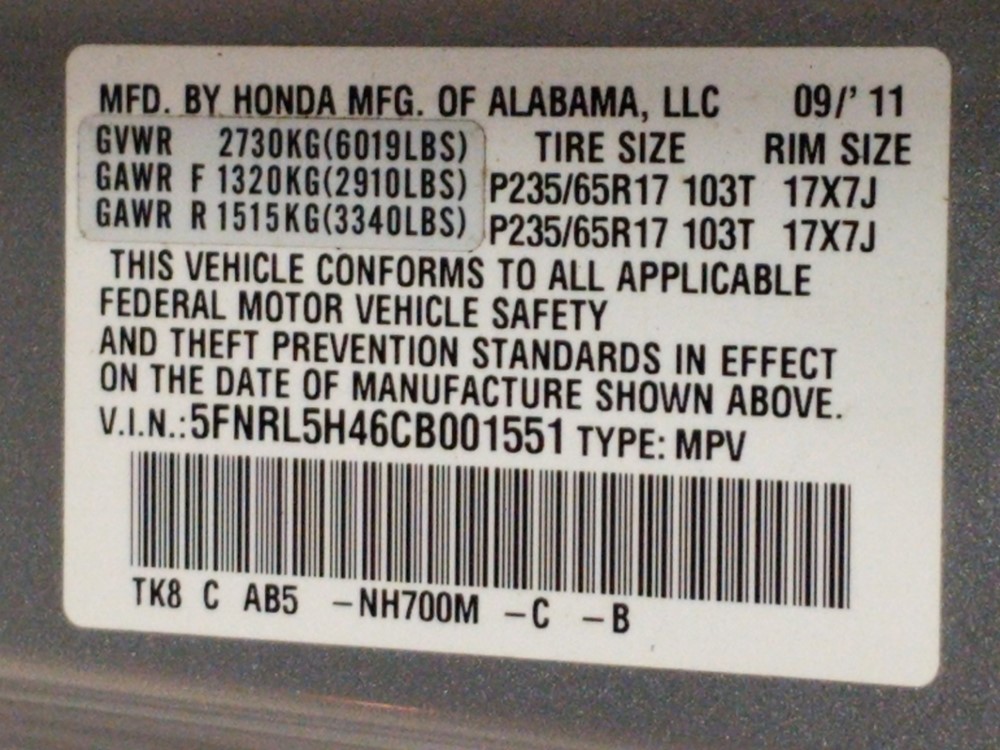 MFD. BY HONDA MFG. OF ALABAMA, LLC 09/' 11
GVWR 2730KG(6019LBS) TIRE SIZE RIM SIZE
GAWR F 1320KG(2910LBS) P235/65R17 103T 17X7J
GAWR R 1515KG(3340LBS) P235/65R17 103T 17X7J
THIS VEHICLE CONFORMS TO ALL APPLICABLE
FEDERAL MOTOR VEHICLE SAFETY
AND THEFT PREVENTION STANDARDS IN EFFECT
ON THE DATE OF MANUFACTURE SHOWN ABOVE.
V.I.N.:5FNRL5H46CB001551 TYPE: MPV
TK8 C AB5 –NH700M –C –B